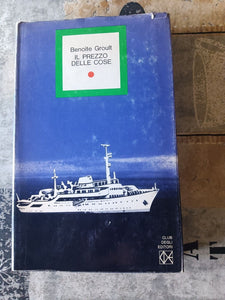 Benoîte Groult
IL PREZZO
DELLE COSE
CLUB
DEGLI
EDITORI